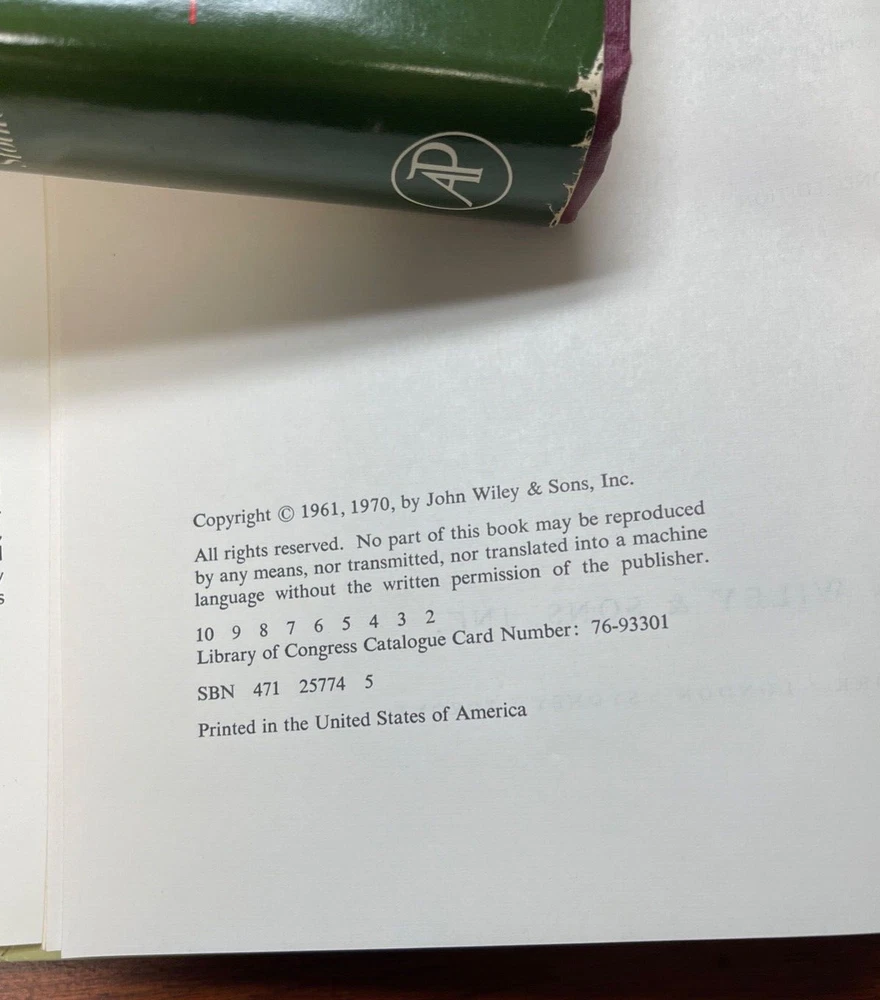 AP
Copyright © 1961, 1970, by John Wiley & Sons, Inc.
All rights reserved. No part of this book may be reproduced
by any means, nor transmitted, nor translated into a machine
language without the written permission of the publisher.
10 9 8 7 6 5 4 3 2
Library of Congress Catalogue Card Number: 76-93301
SBN 471 25774 5
Printed in the United States of America